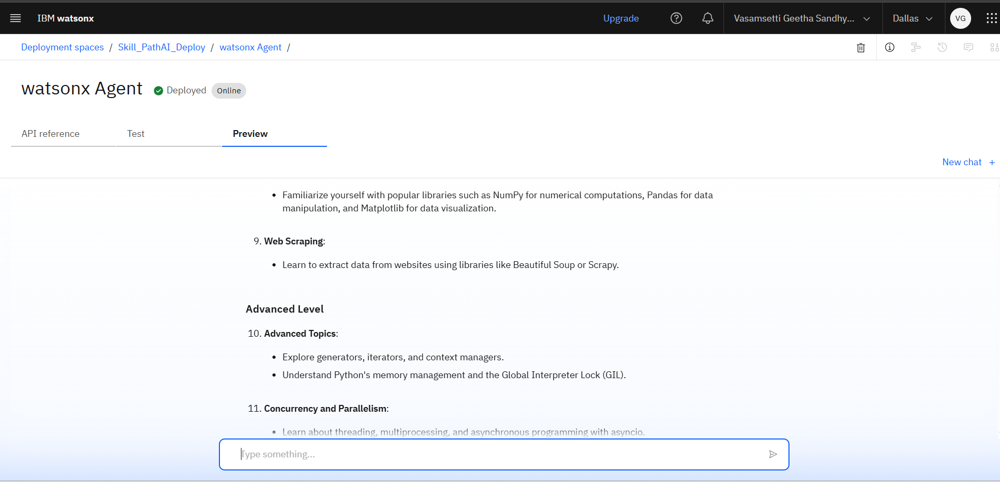 IBM watsonx
Upgrade
Vasamsetti Geetha Sandhy...
Dallas
VG
Deployment spaces / Skill_PathAI_Deploy / watsonx Agent /
watsonx Agent
Deployed
Online
API reference
Test
Preview
New chat +
• Familiarize yourself with popular libraries such as NumPy for numerical computations, Pandas for data
manipulation, and Matplotlib for data visualization.
9. Web Scraping:
• Learn to extract data from websites using libraries like Beautiful Soup or Scrapy.
Advanced Level
10. Advanced Topics:
• Explore generators, iterators, and context managers.
• Understand Python's memory management and the Global Interpreter Lock (GIL).
11. Concurrency and Parallelism:
• Learn about threading, multiprocessing, and asynchronous programming with asyncio.
Type something...